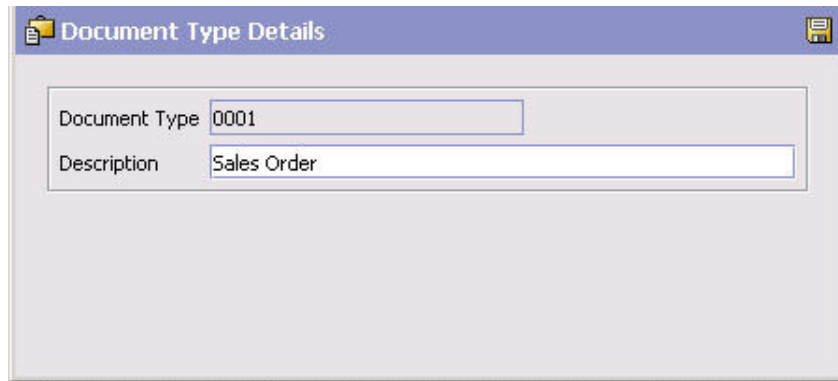 Document Type Details
Document Type 0001
Description Sales Order